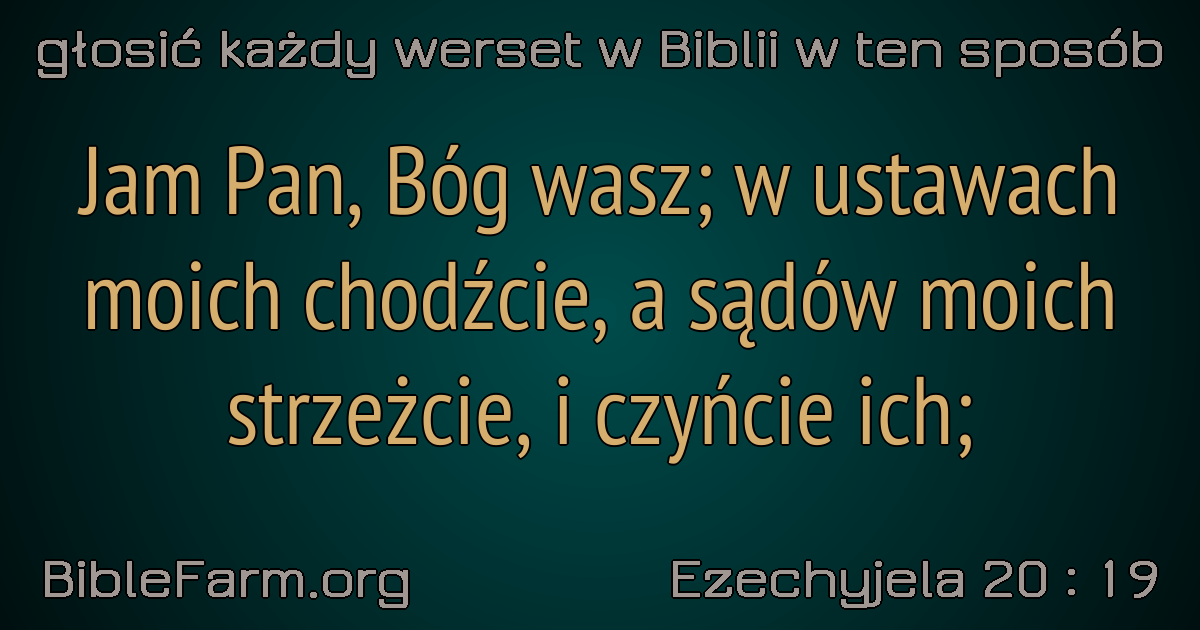 głosić każdy werset w Biblii w ten sposób
Jam Pan, Bóg wasz; w ustawach
moich chodźcie, a sądów moich
strzeżcie, i czyńcie ich;
BibleFarm.org
Ezechyjela 20 : 19